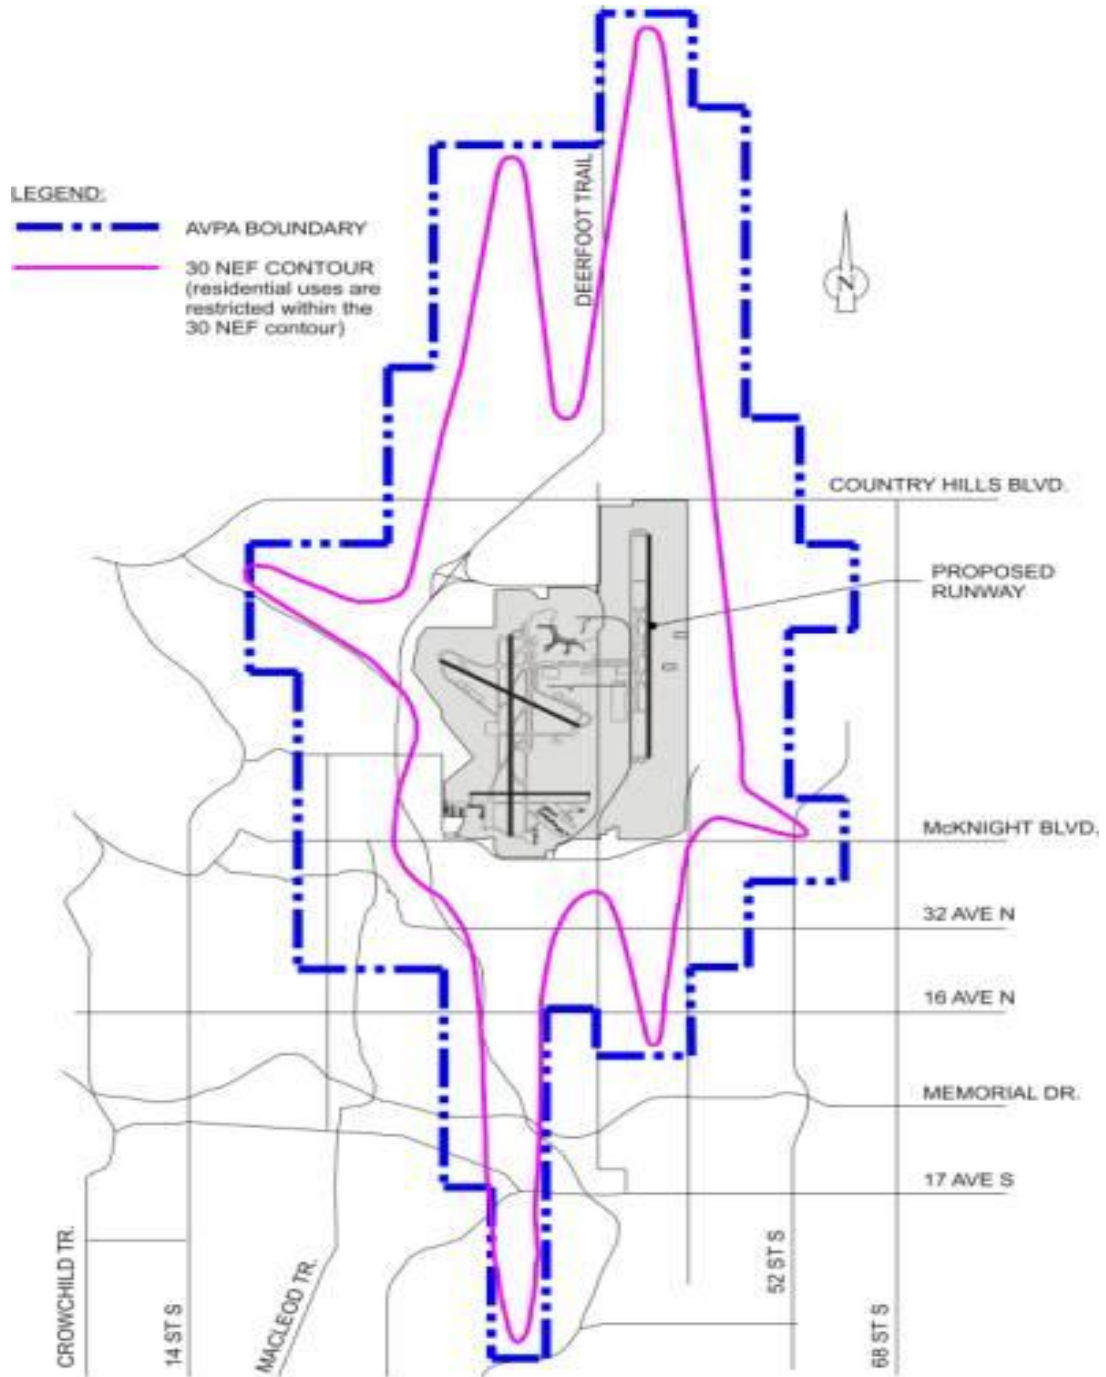 LEGEND:
AVPA BOUNDARY
30 NEF CONTOUR
(residential uses are
restricted within the
30 NEF contour)
DEERFOOT TRAIL
N
COUNTRY HILLS BLVD.
PROPOSED
RUNWAY
McKNIGHT BLVD.
32 AVE N
16 AVE N
MEMORIAL DR.
17 AVE S
CROWCHILD TR.
14 ST S
MACLEOD TR.
52 ST S
68 ST S